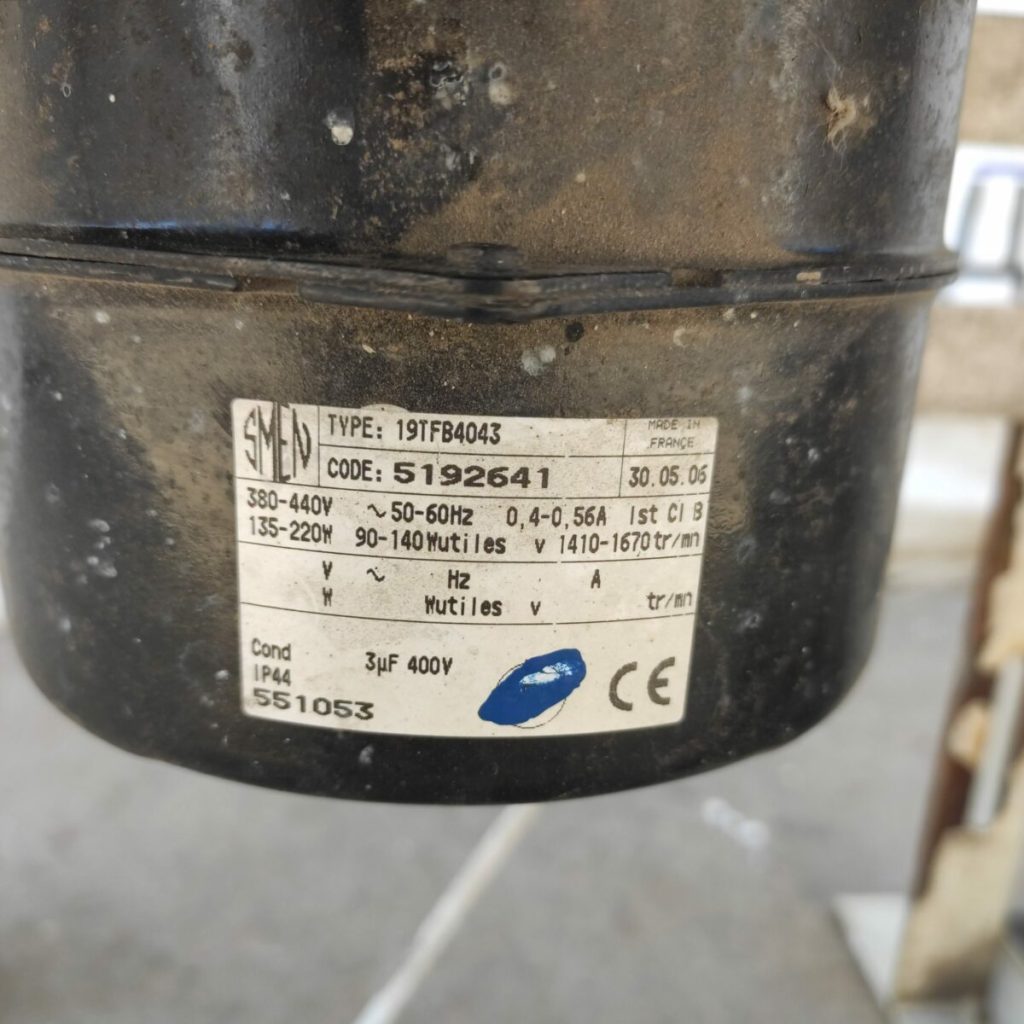 SMEN
TYPE: 19TFB4043
MADE IN
FRANCE
CODE: 5192641
30.05.06
380-440V ~50-60Hz 0,4-0,56A Ist Cl B
135-220W 90-140Wutiles v 1410-1670tr/mn
V ~ Hz A
W Wutiles v tr/mn
Cond 3µF 400V
IP44
551053
CE